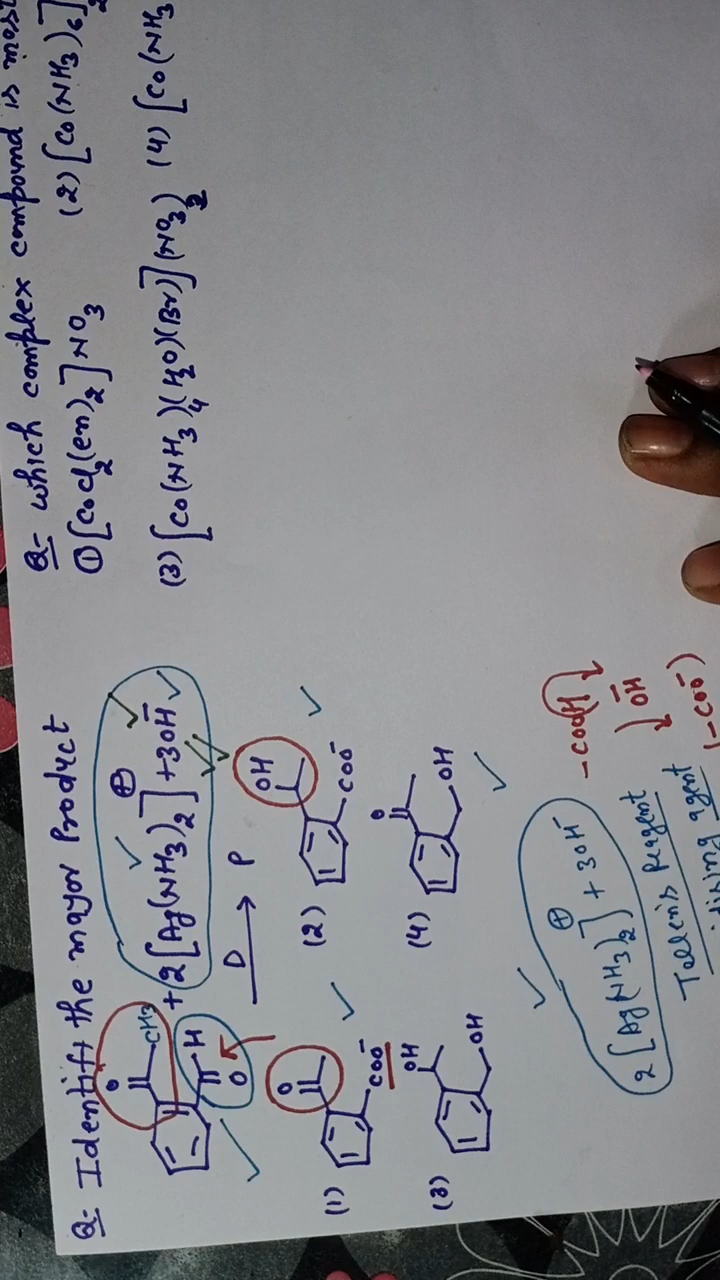 Q- Identify the major Product
O
CH3 + 2[Ag(NH3)2]⊕ + 3OH-
H
O
Δ → P
(1) O COO-
(2) OH COO-
(3) OH OH
(4) O OH
2[Ag(NH3)2]⊕ + 3OH-
-COOH
OH-
Tollen's Reagent
(-COO-)
agent
Q- which complex compound is most
① [CoCl2(en)2]NO3 (2) [Co(NH3)6]
(3) [Co(NH3)4(H2O)(Br)](NO3)2 (4) [Co(NH3